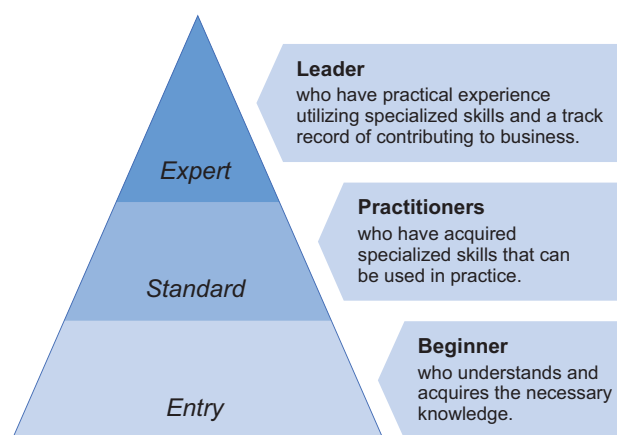 Leader
who have practical experience
utilizing specialized skills and a track
record of contributing to business.
Expert
Practitioners
who have acquired
specialized skills that can
be used in practice.
Standard
Beginner
who understands and
acquires the necessary
knowledge.
Entry